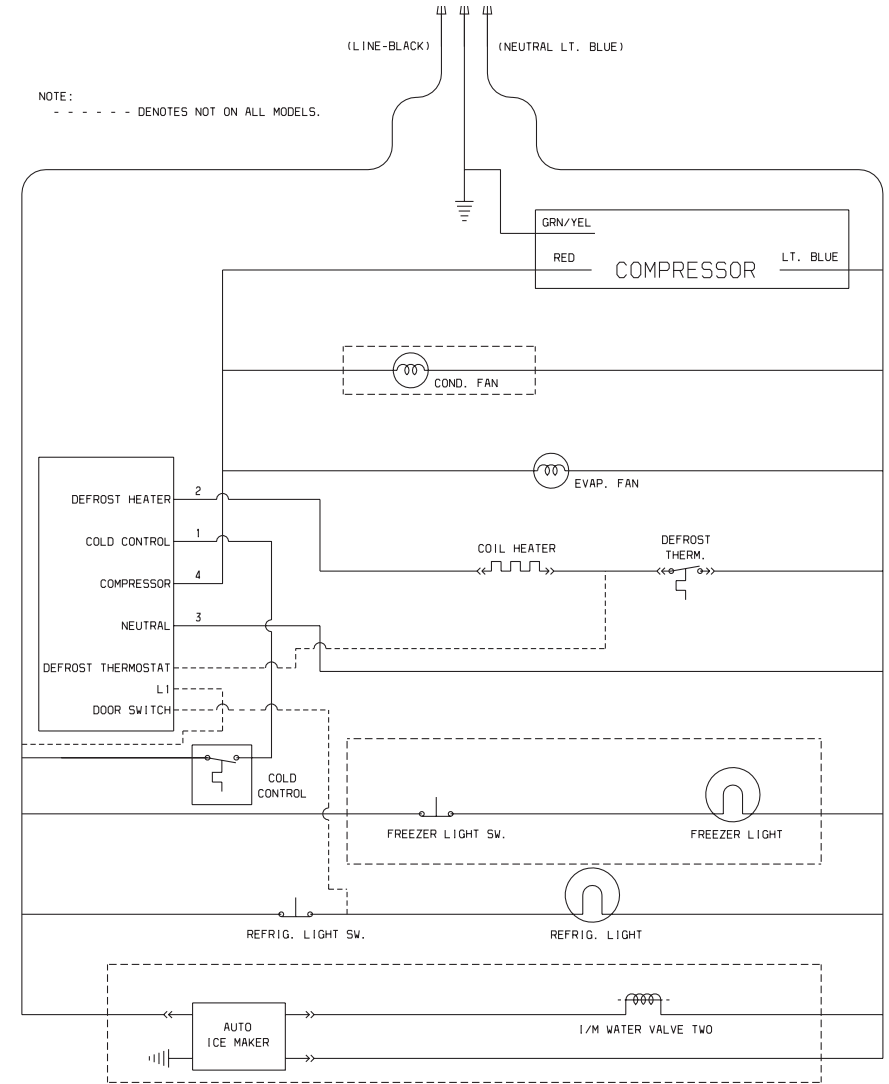 (LINE-BLACK)
(NEUTRAL LT. BLUE)
NOTE:
- - - - - - DENOTES NOT ON ALL MODELS.
GRN/YEL
RED
COMPRESSOR
LT. BLUE
COND. FAN
EVAP. FAN
DEFROST HEATER
2
COLD CONTROL
1
COIL HEATER
DEFROST
THERM.
COMPRESSOR
4
NEUTRAL
3
DEFROST THERMOSTAT
L1
DOOR SWITCH
COLD
CONTROL
FREEZER LIGHT SW.
FREEZER LIGHT
REFRIG. LIGHT SW.
REFRIG. LIGHT
AUTO
ICE MAKER
I/M WATER VALVE TWO